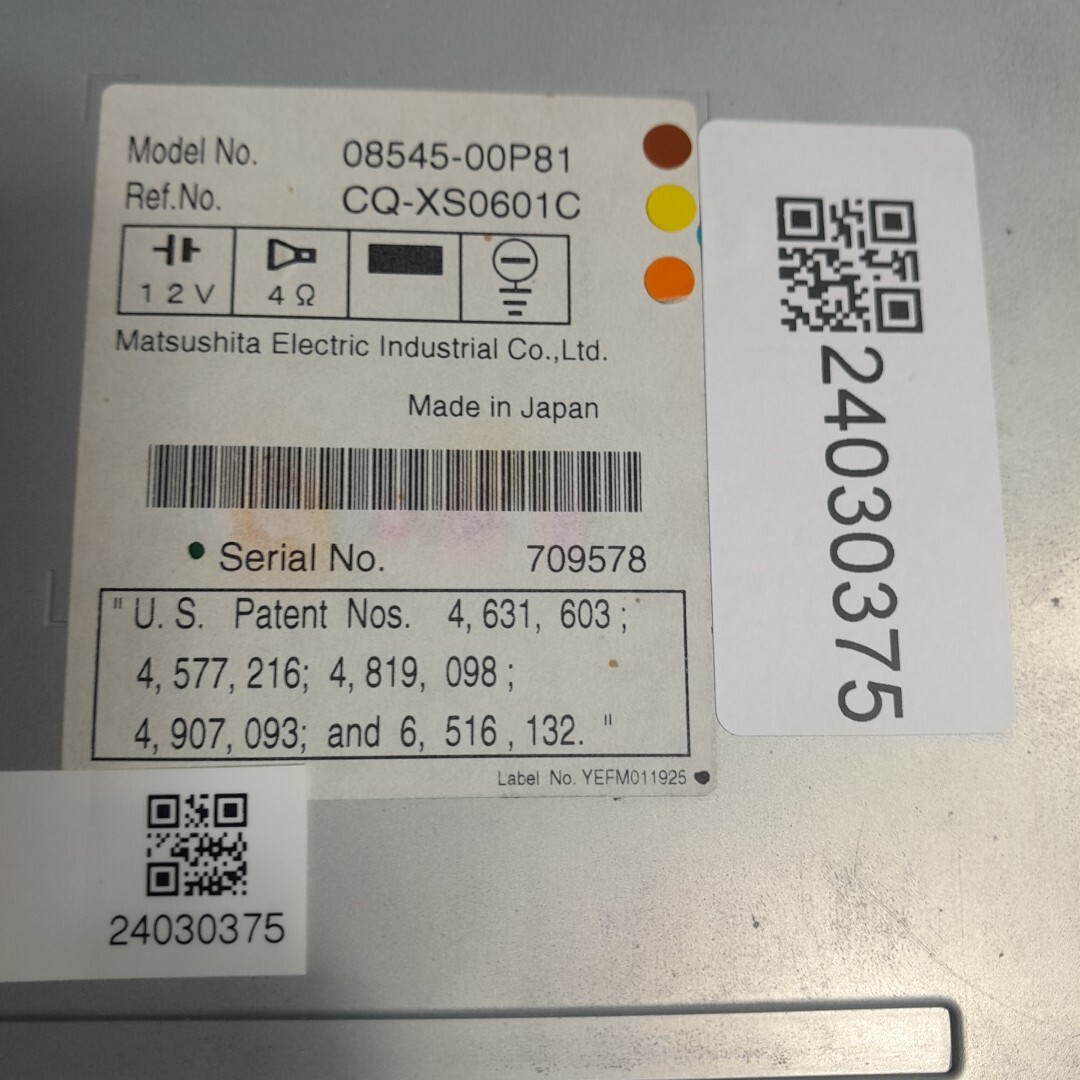 Model No. 08545-00P81
Ref.No. CQ-XS0601C
12V 4Ω
Matsushita Electric Industrial Co.,Ltd.
Made in Japan
Serial No. 709578
"U.S. Patent Nos. 4,631,603;
4,577,216; 4,819,098;
4,907,093; and 6,516,132."
Label No. YEFM011925
24030375
24030375